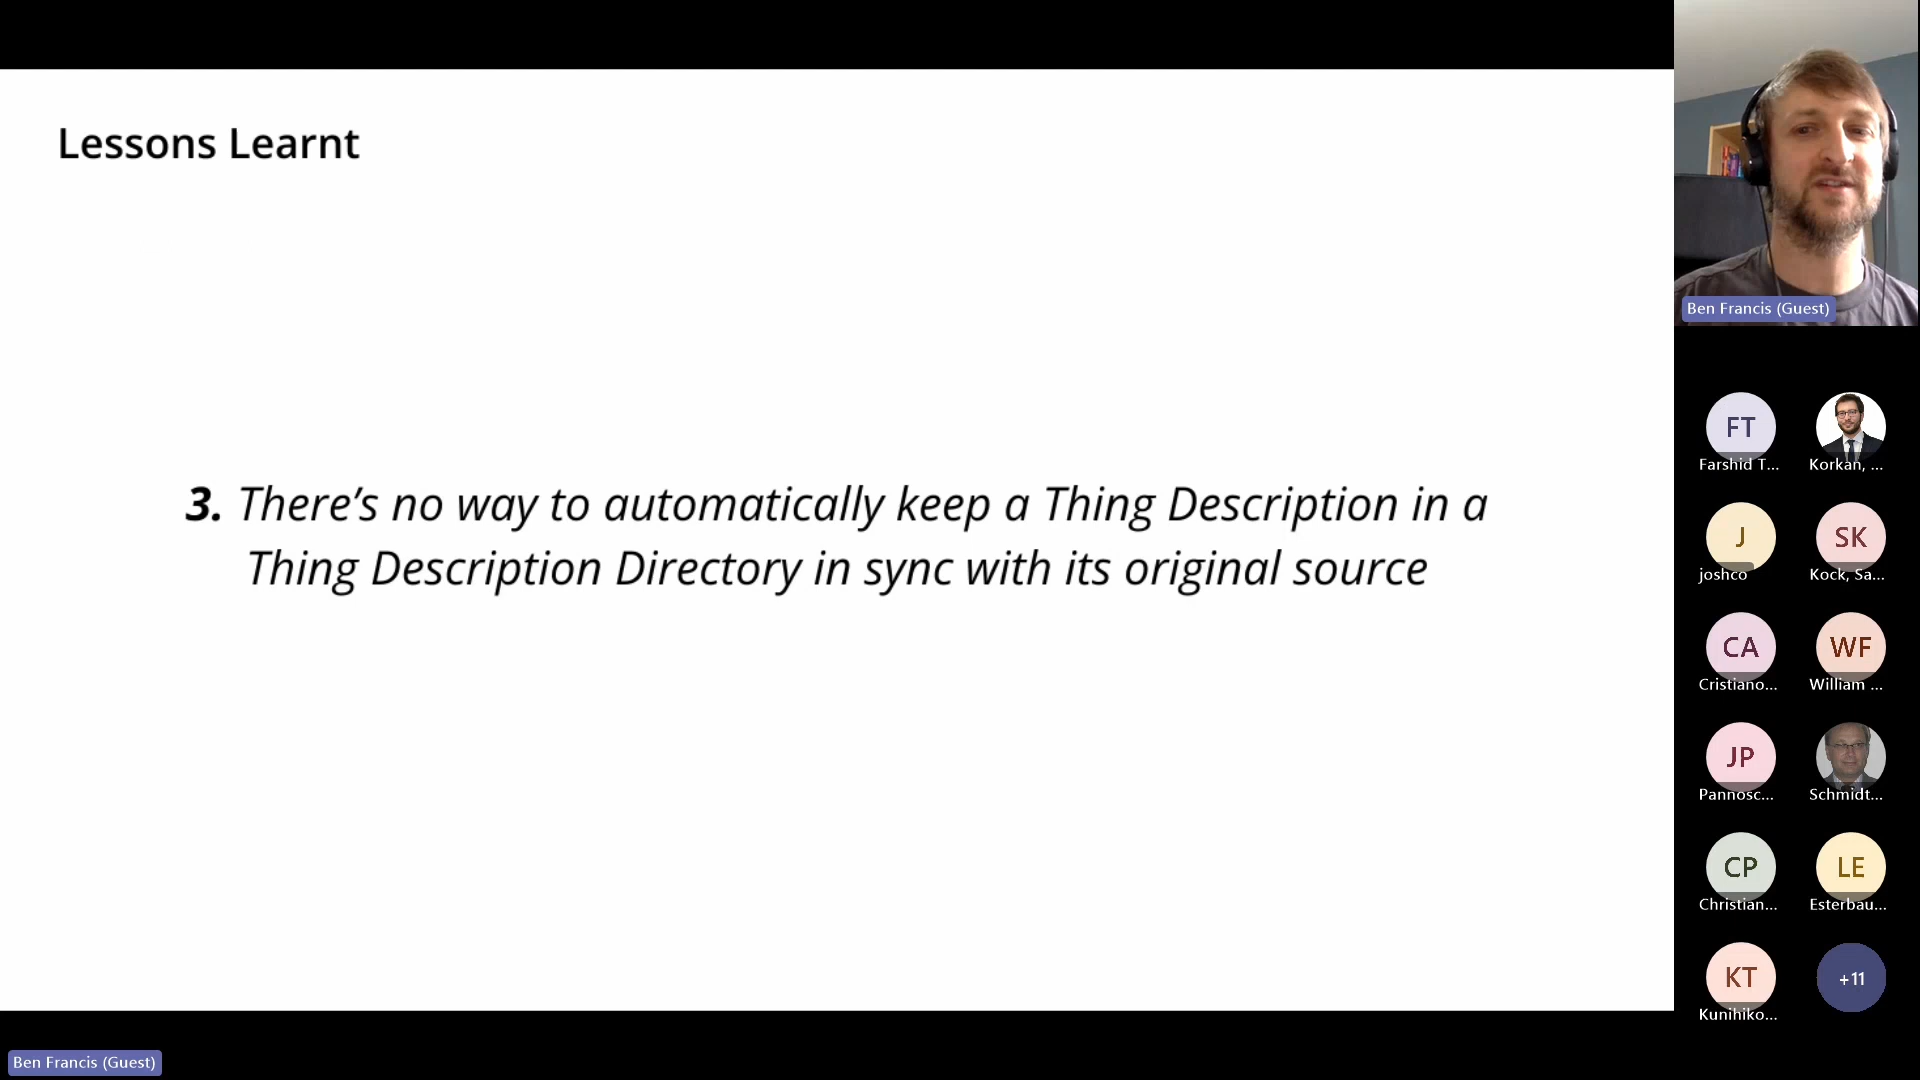 Lessons Learnt
3. There's no way to automatically keep a Thing Description in a
Thing Description Directory in sync with its original source
Ben Francis (Guest)
FT
Farshid T...
Korkan, ...
J
joshco
SK
Kock, Sa...
CA
Cristiano...
WF
William ...
JP
Pannosc...
Schmidt...
CP
Christian...
LE
Esterbau...
KT
Kunihiko...
+11
Ben Francis (Guest)